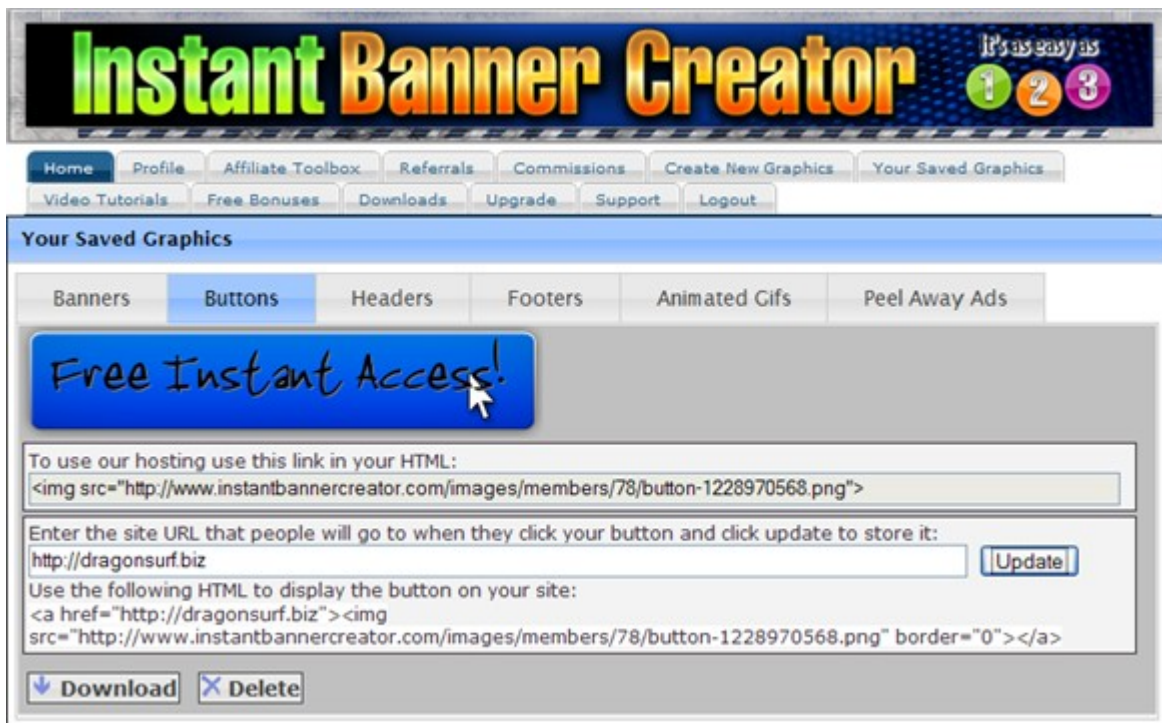 Instant Banner Creator It's as easy as
1 2 3
Home Profile Affiliate Toolbox Referrals Commissions Create New Graphics Your Saved Graphics
Video Tutorials Free Bonuses Downloads Upgrade Support Logout
Your Saved Graphics
Banners Buttons Headers Footers Animated Gifs Peel Away Ads
Free Instant Access!
To use our hosting use this link in your HTML:
<img src="http://www.instantbannercreator.com/images/members/78/button-1228970568.png">
Enter the site URL that people will go to when they click your button and click update to store it:
http://dragonsurf.biz Update
Use the following HTML to display the button on your site:
<a href="http://dragonsurf.biz"><img
src="http://www.instantbannercreator.com/images/members/78/button-1228970568.png" border="0"></a>
Download Delete